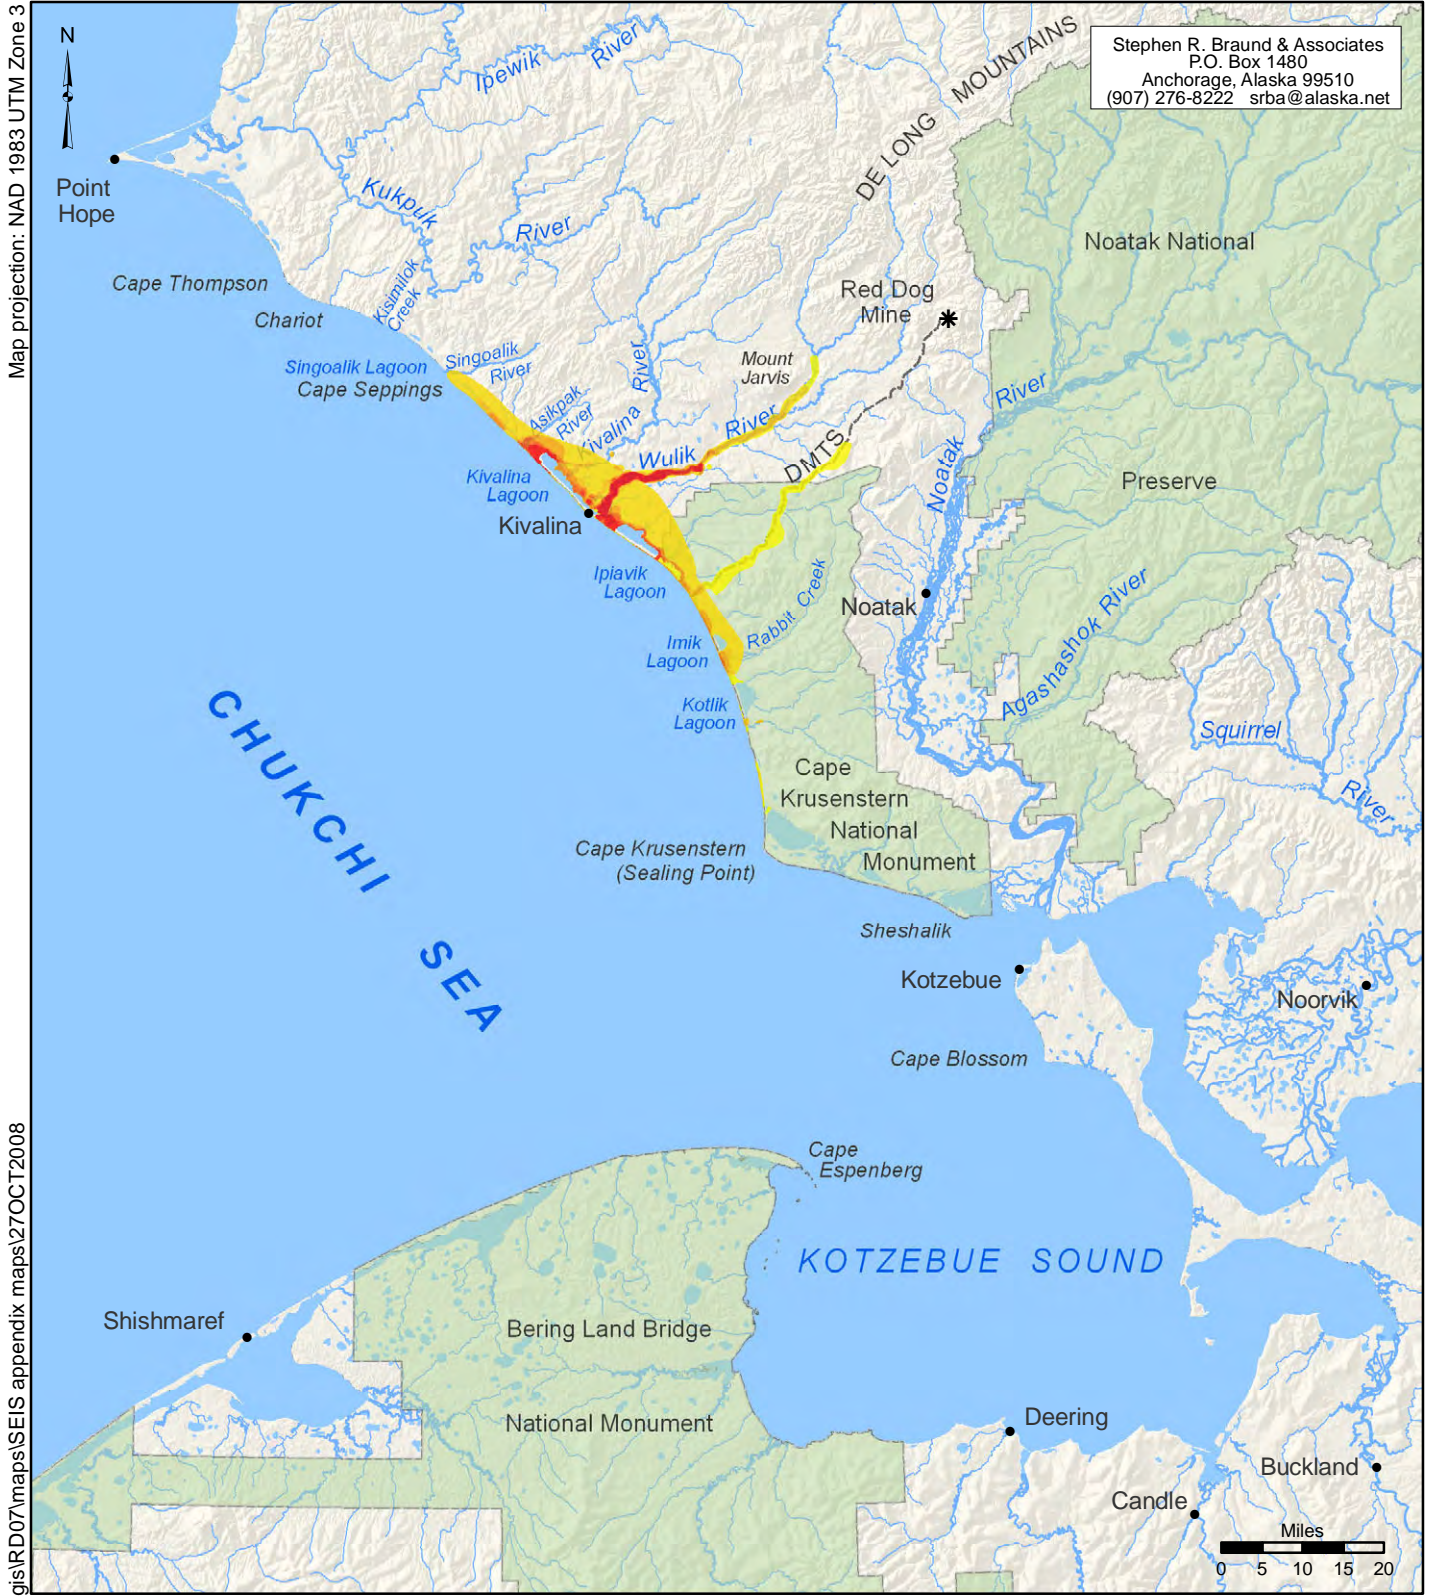 Map projection: NAD 1983 UTM Zone 3
gis\RD07\maps\SEIS appendix maps\27OCT2008
N
Stephen R. Braund & Associates
P.O. Box 1480
Anchorage, Alaska 99510
(907) 276-8222 srba@alaska.net
Ipewik River
DE LONG MOUNTAINS
Point
Hope
Kukpuk River
Noatak National
Preserve
Cape Thompson
Chariot
Kisimilok
Creek
Red Dog
Mine
Singoalik Lagoon
Cape Seppings
Singoalik
River
Mount
Jarvis
Asikpak
River
Kivalina River
Wulik River
DMTS
Noatak River
Kivalina
Lagoon
Kivalina
Ipiavik
Lagoon
Rabbit Creek
Noatak
Agashashok River
Imik
Lagoon
Kotlik
Lagoon
Squirrel
River
CHUKCHI SEA
Cape
Krusenstern
National
Monument
Cape Krusenstern
(Sealing Point)
Sheshalik
Kotzebue
Noorvik
Cape Blossom
Cape
Espenberg
KOTZEBUE SOUND
Shishmaref
Bering Land Bridge
National Monument
Deering
Buckland
Candle
Miles
0 5 10 15 20